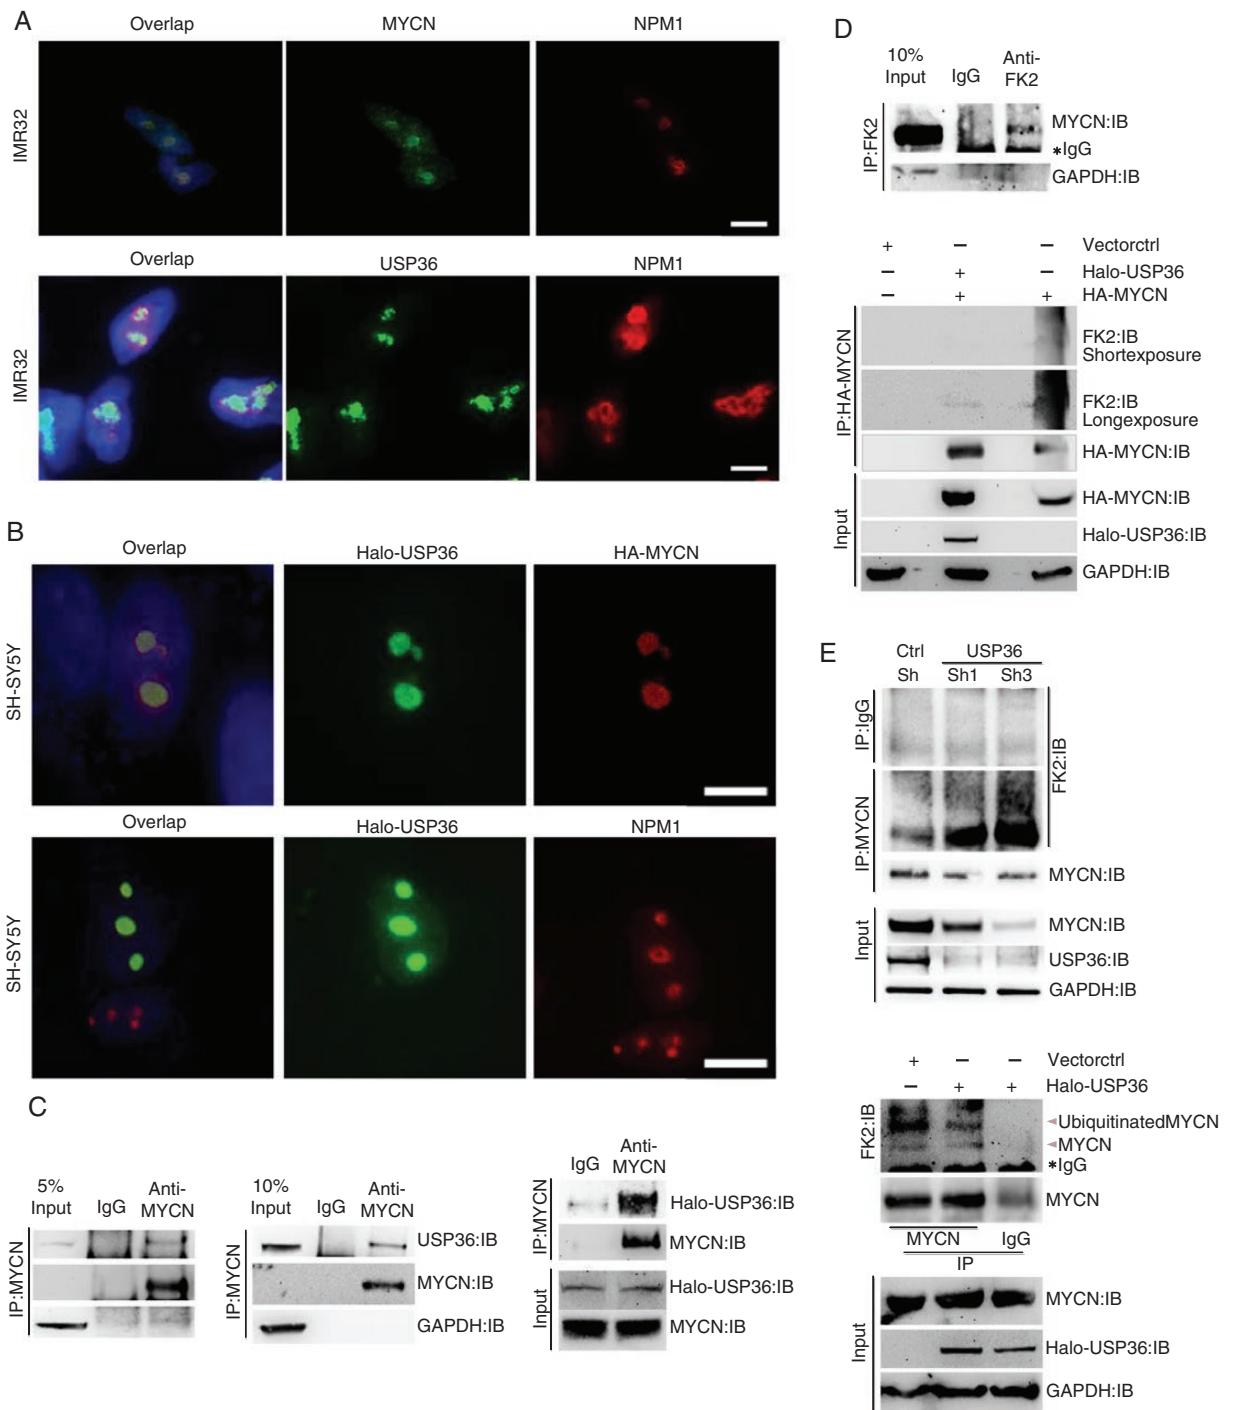 A
Overlap MYCN NPM1
IMR32
Overlap USP36 NPM1
IMR32
B
Overlap Halo-USP36 HA-MYCN
SH-SY5Y
Overlap Halo-USP36 NPM1
SH-SY5Y
C
5% Input IgG Anti-MYCN
IP:MYCN
10% Input IgG Anti-MYCN
IP:MYCN
USP36:IB
MYCN:IB
GAPDH:IB
IgG Anti-MYCN
IP:MYCN
Halo-USP36:IB
MYCN:IB
Input
Halo-USP36:IB
MYCN:IB
D
10% Input IgG Anti-FK2
IP:FK2
MYCN:IB
*IgG
GAPDH:IB
+ − − Vectorctrl
− + − Halo-USP36
− + + HA-MYCN
IP:HA-MYCN
FK2:IB
Shortexposure
FK2:IB
Longexposure
HA-MYCN:IB
Input
HA-MYCN:IB
Halo-USP36:IB
GAPDH:IB
E
Ctrl USP36
Sh Sh1 Sh3
IP:IgG
FK2:IB
IP:MYCN
MYCN:IB
Input
MYCN:IB
USP36:IB
GAPDH:IB
+ − − Vectorctrl
− + + Halo-USP36
FK2:IB
UbiquitinatedMYCN
MYCN
*IgG
MYCN
MYCN IgG
IP
Input
MYCN:IB
Halo-USP36:IB
GAPDH:IB